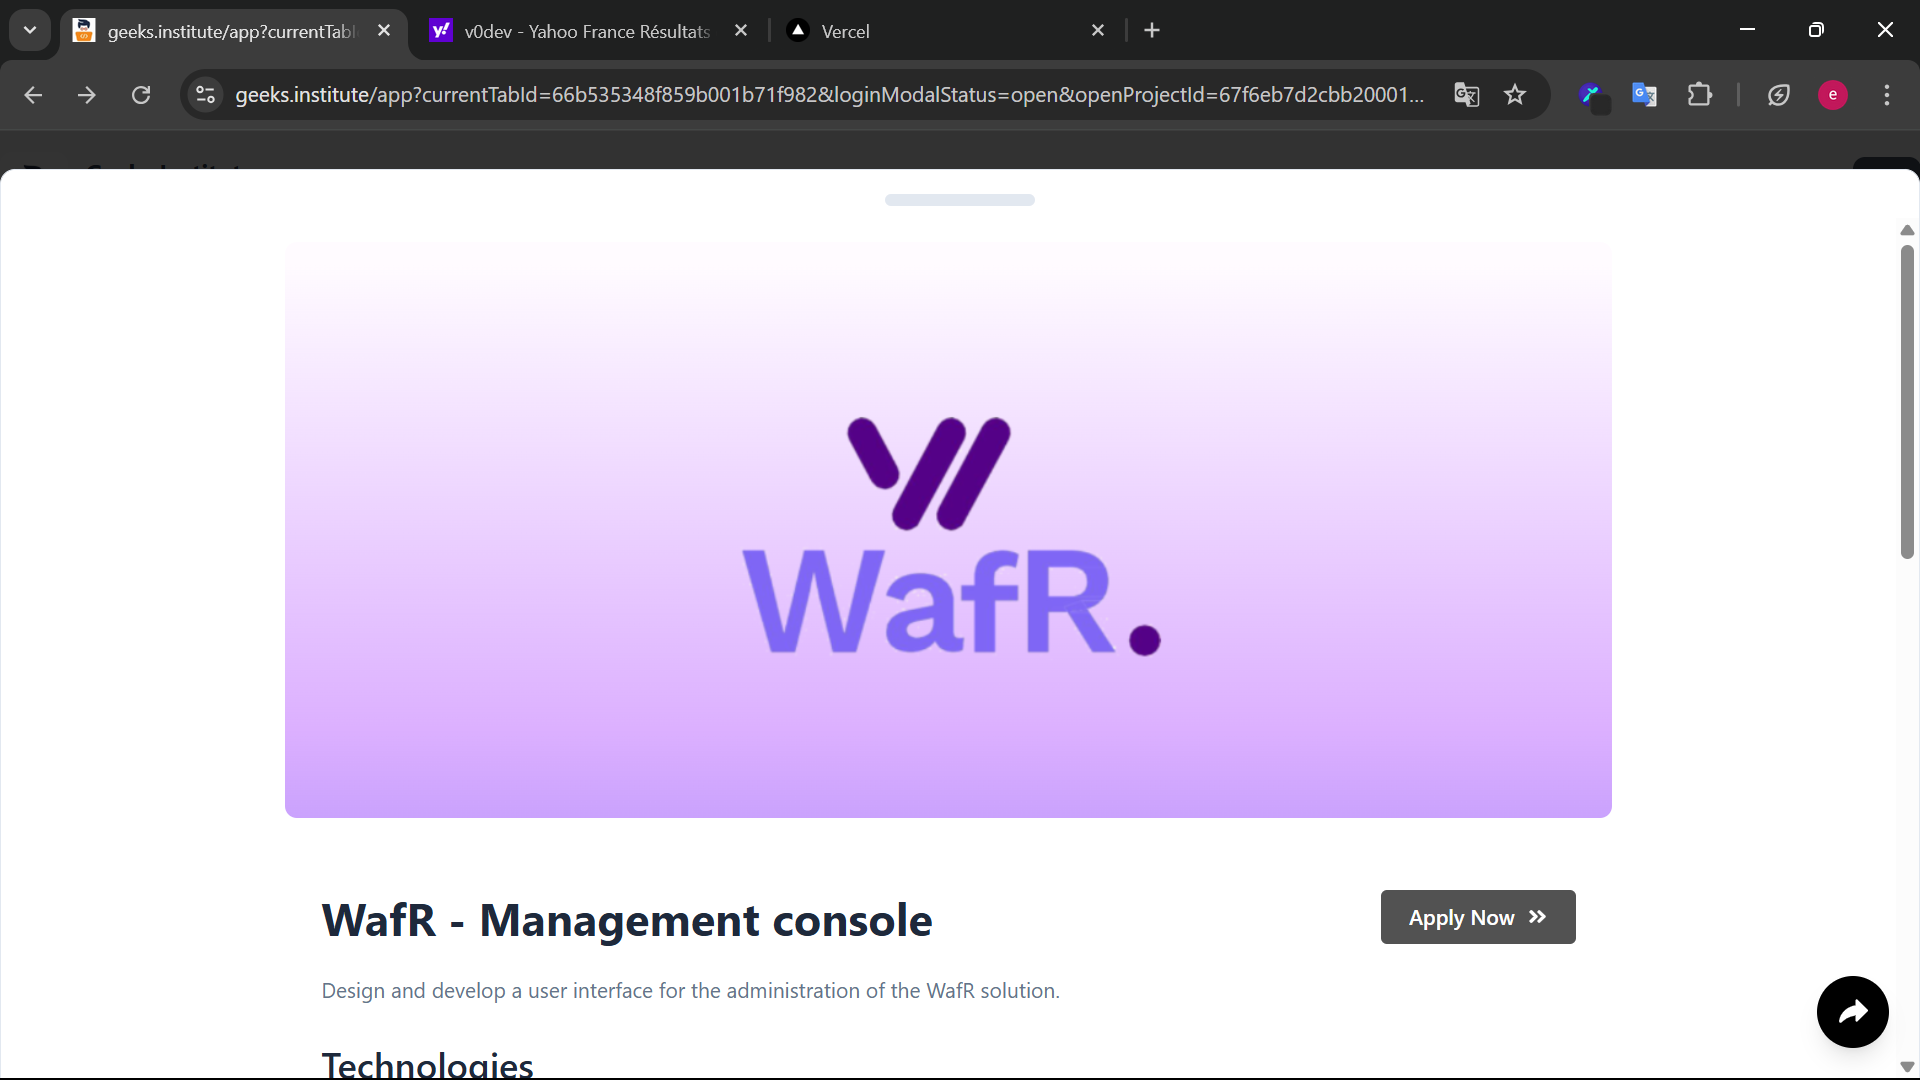 geeks.institute/app?currentTabI
v0dev - Yahoo France Résultats
Vercel
geeks.institute/app?currentTabId=66b535348f859b001b71f982&loginModalStatus=open&openProjectId=67f6eb7d2cbb20001...
e
WafR.
WafR - Management console
Apply Now
Design and develop a user interface for the administration of the WafR solution.
Technologies